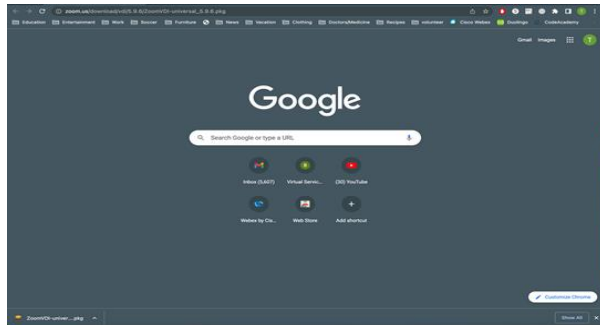 zoom.us/download/vdi/5.9.6/ZoomVDI-universal_5.9.6.pkg
Education Entertainment Work Soccer Furniture News Vacation Clothing Doctors/Medicine Recipes volunteer Cisco Webex Duolingo Codeacademy
Gmail Images T
Google
Search Google or type a URL
Inbox (5,607) Virtual Servic... (30) YouTube
Webex by Cis... Web Store Add shortcut
Customize Chrome
ZoomVDI-univer....pkg Show All